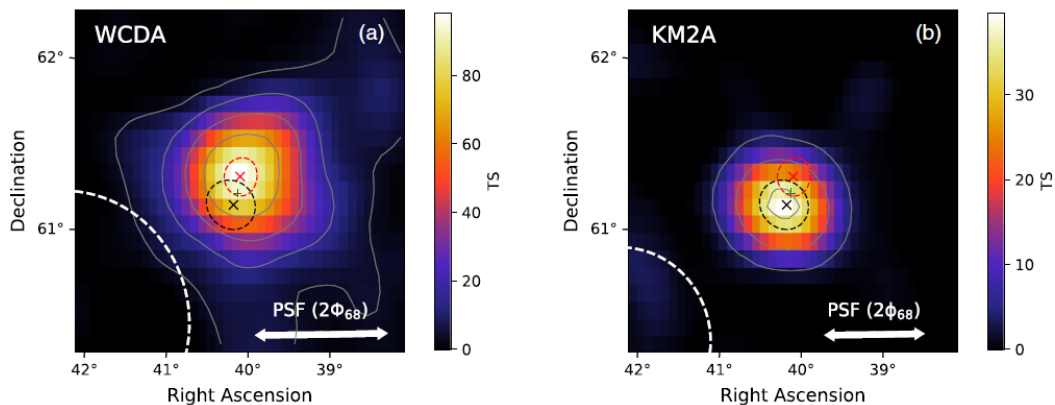 WCDA (a)
62°
61°
Declination
42° 41° 40° 39°
Right Ascension
PSF (2Φ₆₈)
80
60
40
20
0
TS
KM2A (b)
62°
61°
Declination
42° 41° 40° 39°
Right Ascension
PSF (2ϕ₆₈)
30
20
10
0
TS